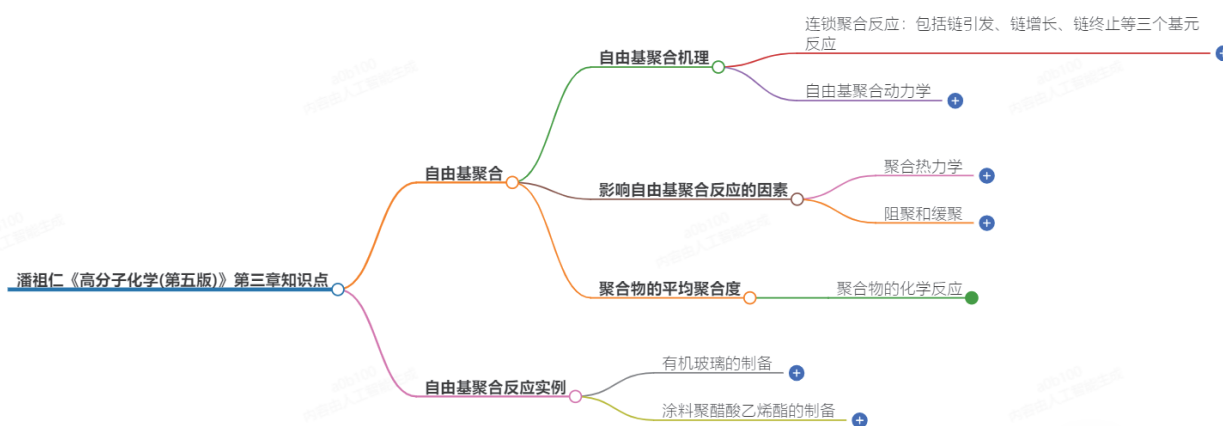 连锁聚合反应：包括链引发、链增长、链终止等三个基元
反应
自由基聚合机理
自由基聚合动力学
自由基聚合
聚合热力学
影响自由基聚合反应的因素
阻聚和缓聚
潘祖仁《高分子化学(第五版)》第三章知识点
聚合物的平均聚合度
聚合物的化学反应
有机玻璃的制备
自由基聚合反应实例
涂料聚醋酸乙烯酯的制备